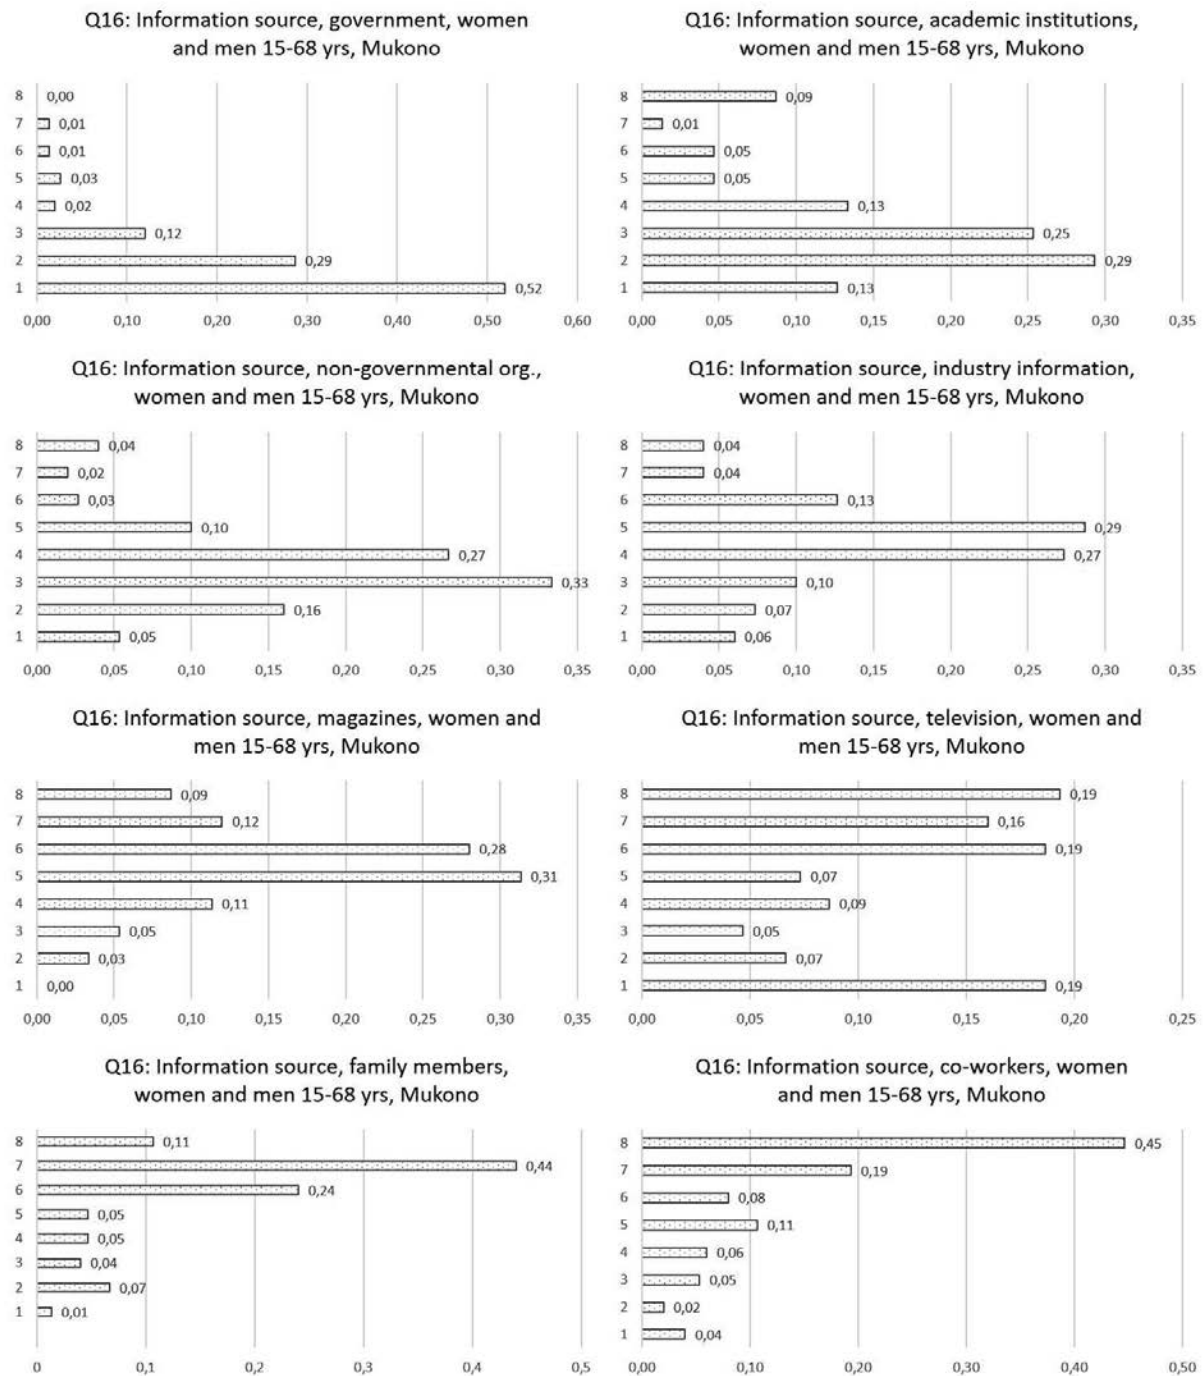 Q16: Information source, government, women
and men 15-68 yrs, Mukono
8 0,00
7 0,01
6 0,01
5 0,03
4 0,02
3 0,12
2 0,29
1 0,52
0,00 0,10 0,20 0,30 0,40 0,50 0,60
Q16: Information source, academic institutions,
women and men 15-68 yrs, Mukono
8 0,09
7 0,01
6 0,05
5 0,05
4 0,13
3 0,25
2 0,29
1 0,13
0,00 0,05 0,10 0,15 0,20 0,25 0,30 0,35
Q16: Information source, non-governmental org.,
women and men 15-68 yrs, Mukono
8 0,04
7 0,02
6 0,03
5 0,10
4 0,27
3 0,33
2 0,16
1 0,05
0,00 0,05 0,10 0,15 0,20 0,25 0,30 0,35
Q16: Information source, industry information,
women and men 15-68 yrs, Mukono
8 0,04
7 0,04
6 0,13
5 0,29
4 0,27
3 0,10
2 0,07
1 0,06
0,00 0,05 0,10 0,15 0,20 0,25 0,30 0,35
Q16: Information source, magazines, women and
men 15-68 yrs, Mukono
8 0,09
7 0,12
6 0,28
5 0,31
4 0,11
3 0,05
2 0,03
1 0,00
0,00 0,05 0,10 0,15 0,20 0,25 0,30 0,35
Q16: Information source, television, women and
men 15-68 yrs, Mukono
8 0,19
7 0,16
6 0,19
5 0,07
4 0,09
3 0,05
2 0,07
1 0,19
0,00 0,05 0,10 0,15 0,20 0,25
Q16: Information source, family members,
women and men 15-68 yrs, Mukono
8 0,11
7 0,44
6 0,24
5 0,05
4 0,05
3 0,04
2 0,07
1 0,01
0 0,1 0,2 0,3 0,4 0,5
Q16: Information source, co-workers, women
and men 15-68 yrs, Mukono
8 0,45
7 0,19
6 0,08
5 0,11
4 0,06
3 0,05
2 0,02
1 0,04
0,00 0,10 0,20 0,30 0,40 0,50